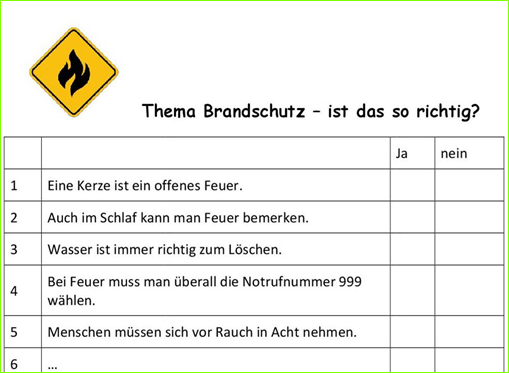 Thema Brandschutz – ist das so richtig?
Ja nein
1 Eine Kerze ist ein offenes Feuer.
2 Auch im Schlaf kann man Feuer bemerken.
3 Wasser ist immer richtig zum Löschen.
4 Bei Feuer muss man überall die Notrufnummer 999
wählen.
5 Menschen müssen sich vor Rauch in Acht nehmen.
6 ...